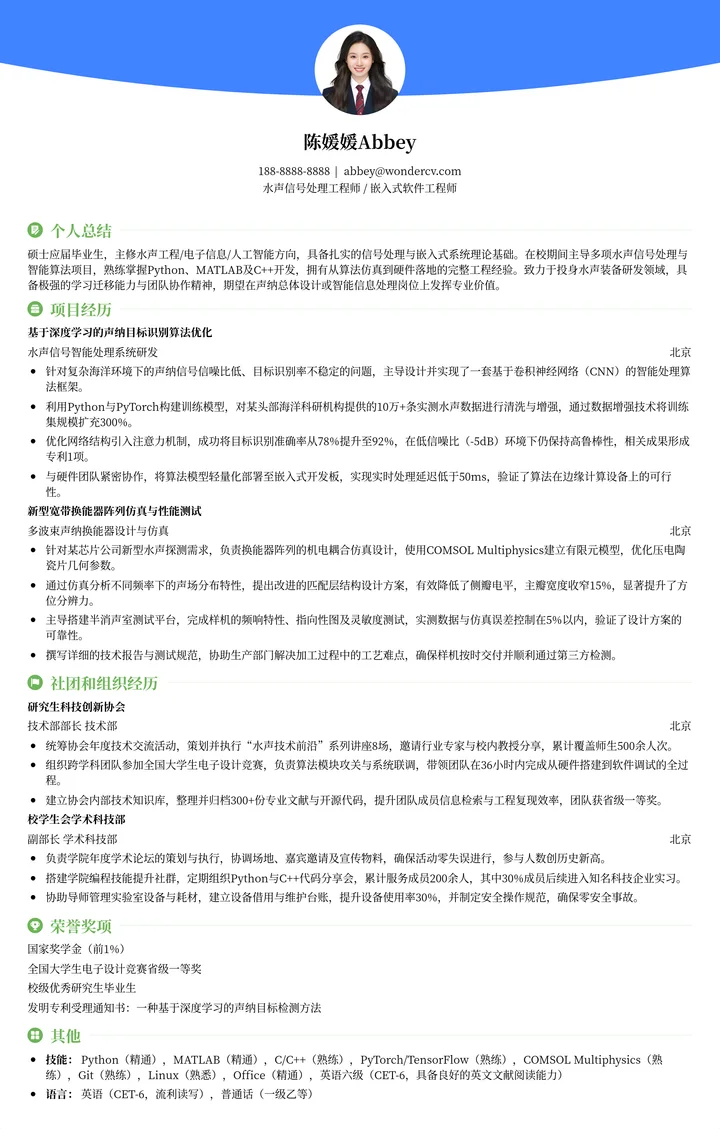 陈媛媛Abbey
188-8888-8888 | abbey@wondercv.com
水声信号处理工程师 / 嵌入式软件工程师
个人总结
硕士应届毕业生，主修水声工程/电子信息/人工智能方向，具备扎实的信号处理与嵌入式系统理论基础。在校期间主导多项水声信号处理与
智能算法项目，熟练掌握Python、MATLAB及C++开发，拥有从算法仿真到硬件落地的完整工程经验。致力于投身水声装备研发领域，具
备极强的学习迁移能力与团队协作精神，期望在声纳总体设计或智能信息处理岗位上发挥专业价值。
项目经历
基于深度学习的声纳目标识别算法优化
水声信号智能处理系统研发 北京
• 针对复杂海洋环境下的声纳信号信噪比低、目标识别率不稳定的问题，主导设计并实现了一套基于卷积神经网络（CNN）的智能处理算
法框架。
• 利用Python与PyTorch构建训练模型，对某头部海洋科研机构提供的10万+条实测水声数据进行清洗与增强，通过数据增强技术将训练
集规模扩充300%。
• 优化网络结构引入注意力机制，成功将目标识别准确率从78%提升至92%，在低信噪比（-5dB）环境下仍保持高鲁棒性，相关成果形成
专利1项。
• 与硬件团队紧密协作，将算法模型轻量化部署至嵌入式开发板，实现实时处理延迟低于50ms，验证了算法在边缘计算设备上的可行
性。
新型宽带换能器阵列仿真与性能测试
多波束声纳换能器设计与仿真 北京
• 针对某芯片公司新型水声探测需求，负责换能器阵列的机电耦合仿真设计，使用COMSOL Multiphysics建立有限元模型，优化压电陶
瓷片几何参数。
• 通过仿真分析不同频率下的声场分布特性，提出改进的匹配层结构设计方案，有效降低了侧瓣电平，主瓣宽度收窄15%，显著提升了方
位分辨力。
• 主导搭建半消声室测试平台，完成样机的频响特性、指向性图及灵敏度测试，实测数据与仿真误差控制在5%以内，验证了设计方案的
可靠性。
• 撰写详细的技术报告与测试规范，协助生产部门解决加工过程中的工艺难点，确保样机按时交付并顺利通过第三方检测。
社团和组织经历
研究生科技创新协会
技术部部长 技术部 北京
• 统筹协会年度技术交流活动，策划并执行“水声技术前沿”系列讲座8场，邀请行业专家与校内教授分享，累计覆盖师生500余人次。
• 组织跨学科团队参加全国大学生电子设计竞赛，负责算法模块攻关与系统联调，带领团队在36小时内完成从硬件搭建到软件调试的全过
程。
• 建立协会内部技术知识库，整理并归档300+份专业文献与开源代码，提升团队成员信息检索与工程复现效率，团队获省级一等奖。
校学生会学术科技部
副部长 学术科技部 北京
• 负责学院年度学术论坛的策划与执行，协调场地、嘉宾邀请及宣传物料，确保活动零失误进行，参与人数创历史新高。
• 搭建学院编程技能提升社群，定期组织Python与C++代码分享会，累计服务成员200余人，其中30%成员后续进入知名科技企业实习。
• 协助导师管理实验室设备与耗材，建立设备借用与维护台账，提升设备使用率30%，并制定安全操作规范，确保零安全事故。
荣誉奖项
国家奖学金（前1%）
全国大学生电子设计竞赛省级一等奖
校级优秀研究生毕业生
发明专利受理通知书：一种基于深度学习的声纳目标检测方法
其他
• 技能： Python（精通），MATLAB（精通），C/C++（熟练），PyTorch/TensorFlow（熟练），COMSOL Multiphysics（熟
练），Git（熟练），Linux（熟悉），Office（精通），英语六级（CET-6，具备良好的英文文献阅读能力）
• 语言： 英语（CET-6，流利读写），普通话（一级乙等）